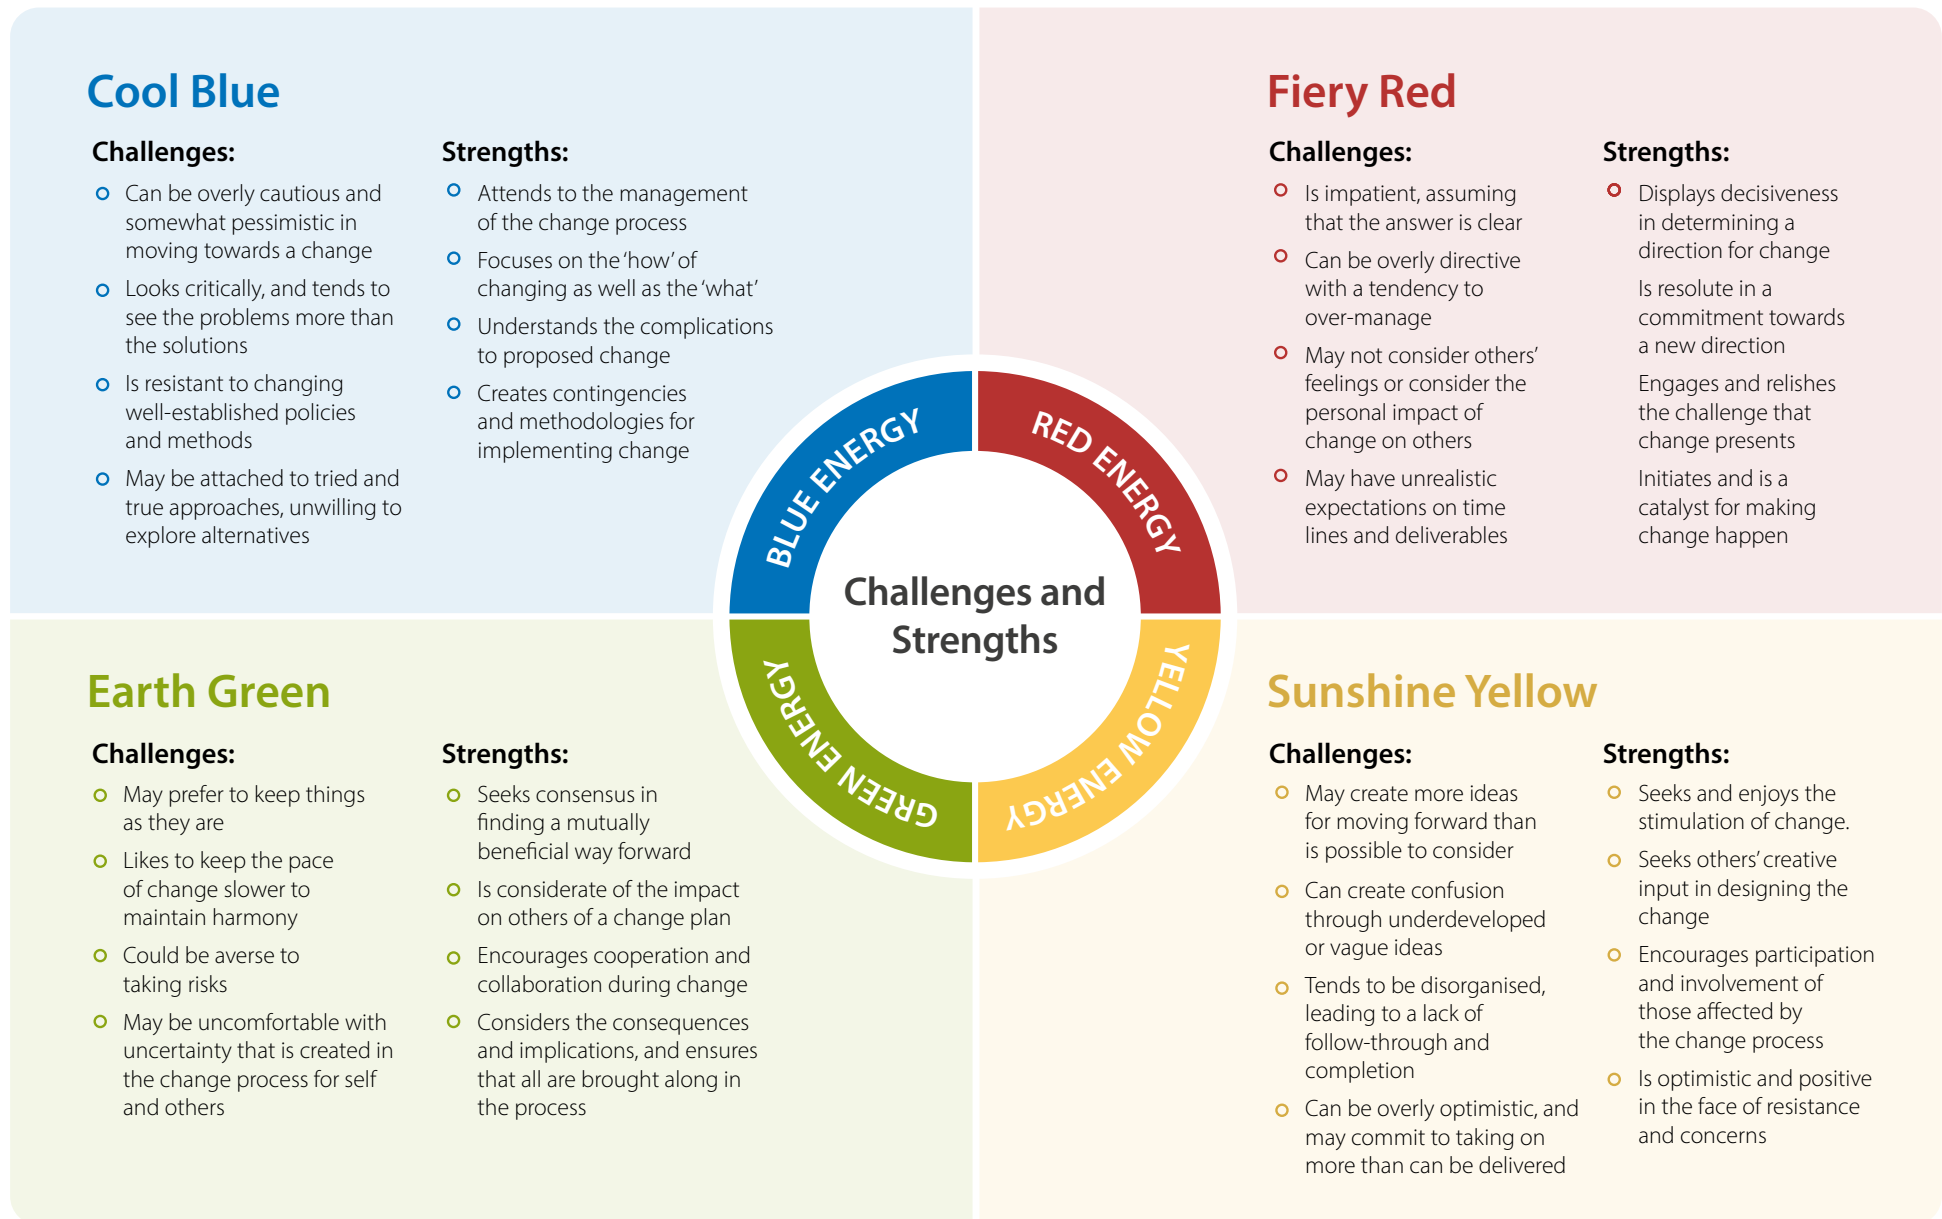 Cool Blue
Challenges:
Can be overly cautious and
somewhat pessimistic in
moving towards a change
Looks critically, and tends to
see the problems more than
the solutions
Is resistant to changing
well-established policies
and methods
May be attached to tried and
true approaches, unwilling to
explore alternatives
Strengths:
Attends to the management
of the change process
Focuses on the ‘how’ of
changing as well as the ‘what’
Understands the complications
to proposed change
Creates contingencies
and methodologies for
implementing change
Fiery Red
Challenges:
Is impatient, assuming
that the answer is clear
Can be overly directive
with a tendency to
over-manage
May not consider others’
feelings or consider the
personal impact of
change on others
May have unrealistic
expectations on time
lines and deliverables
Strengths:
Displays decisiveness
in determining a
direction for change
Is resolute in a
commitment towards
a new direction
Engages and relishes
the challenge that
change presents
Initiates and is a
catalyst for making
change happen
BLUE ENERGY
RED ENERGY
Challenges and
Strengths
GREEN ENERGY
YELLOW ENERGY
Earth Green
Challenges:
May prefer to keep things
as they are
Likes to keep the pace
of change slower to
maintain harmony
Could be averse to
taking risks
May be uncomfortable with
uncertainty that is created in
the change process for self
and others
Strengths:
Seeks consensus in
finding a mutually
beneficial way forward
Is considerate of the impact
on others of a change plan
Encourages cooperation and
collaboration during change
Considers the consequences
and implications, and ensures
that all are brought along in
the process
Sunshine Yellow
Challenges:
May create more ideas
for moving forward than
is possible to consider
Can create confusion
through underdeveloped
or vague ideas
Tends to be disorganised,
leading to a lack of
follow-through and
completion
Can be overly optimistic, and
may commit to taking on
more than can be delivered
Strengths:
Seeks and enjoys the
stimulation of change.
Seeks others’ creative
input in designing the
change
Encourages participation
and involvement of
those affected by
the change process
Is optimistic and positive
in the face of resistance
and concerns